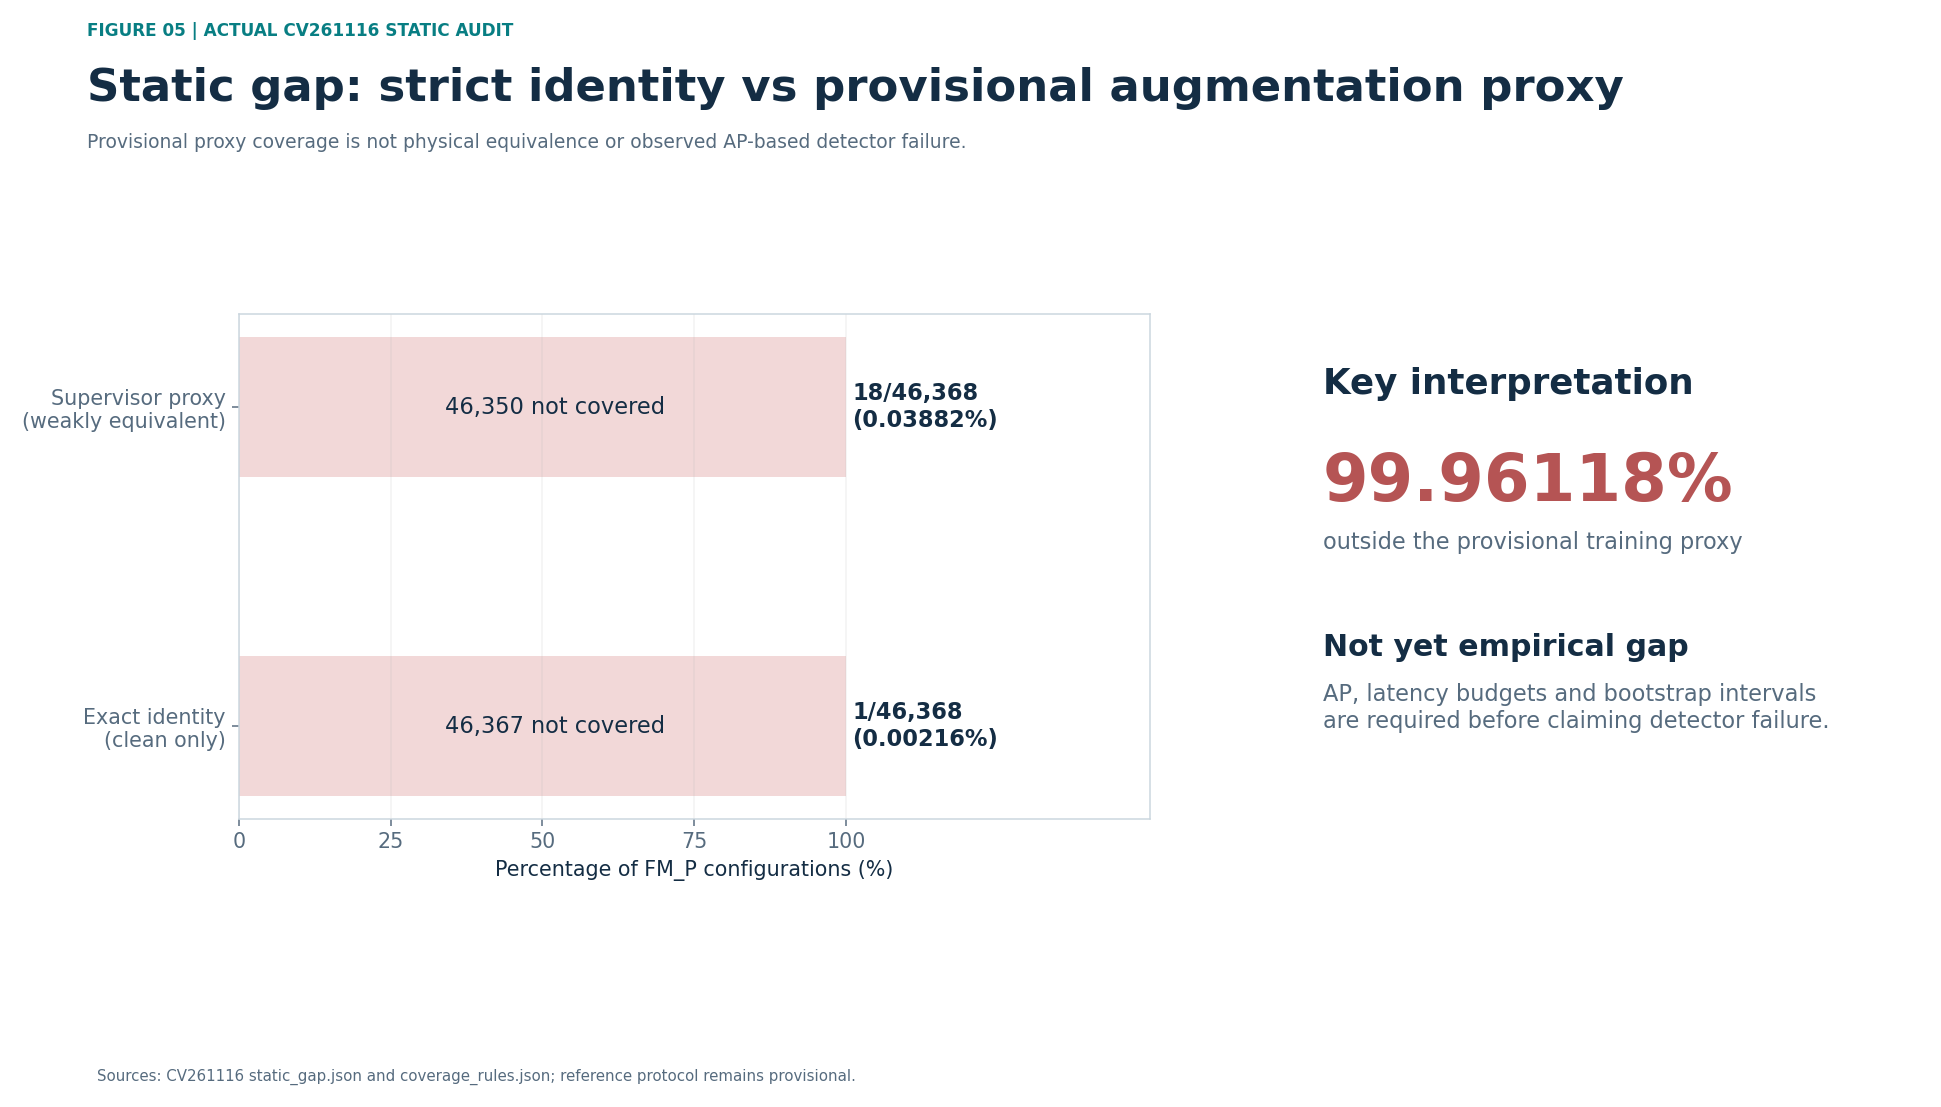 FIGURE 05 | ACTUAL CV261116 STATIC AUDIT
Static gap: strict identity vs provisional augmentation proxy
Provisional proxy coverage is not physical equivalence or observed AP-based detector failure.
Supervisor proxy
(weakly equivalent)
46,350 not covered
18/46,368
(0.03882%)
Exact identity
(clean only)
46,367 not covered
1/46,368
(0.00216%)
0 25 50 75 100
Percentage of FM_P configurations (%)
Key interpretation
99.96118%
outside the provisional training proxy
Not yet empirical gap
AP, latency budgets and bootstrap intervals
are required before claiming detector failure.
Sources: CV261116 static_gap.json and coverage_rules.json; reference protocol remains provisional.